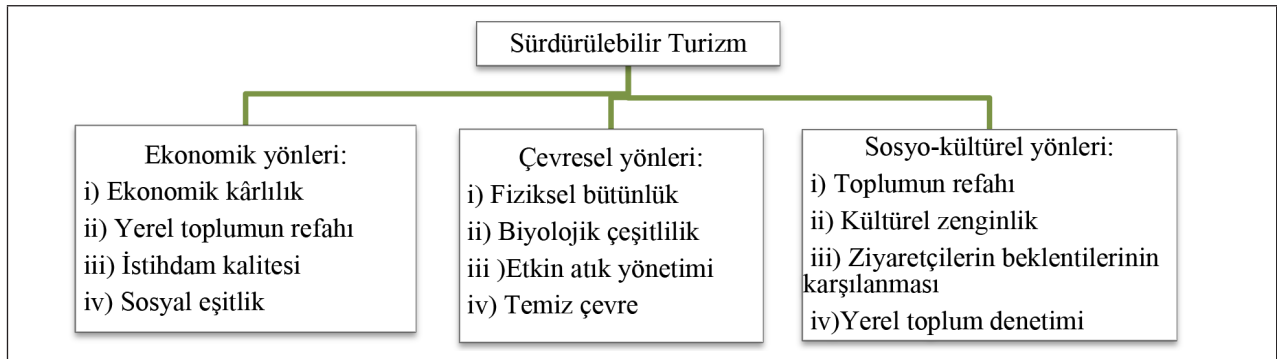 Sürdürülebilir Turizm
Ekonomik yönleri:
i) Ekonomik kârlılık
ii) Yerel toplumun refahı
iii) İstihdam kalitesi
iv) Sosyal eşitlik
Çevresel yönleri:
i) Fiziksel bütünlük
ii) Biyolojik çeşitlilik
iii )Etkin atık yönetimi
iv) Temiz çevre
Sosyo-kültürel yönleri:
i) Toplumun refahı
ii) Kültürel zenginlik
iii) Ziyaretçilerin beklentilerinin
karşılanması
iv)Yerel toplum denetimi